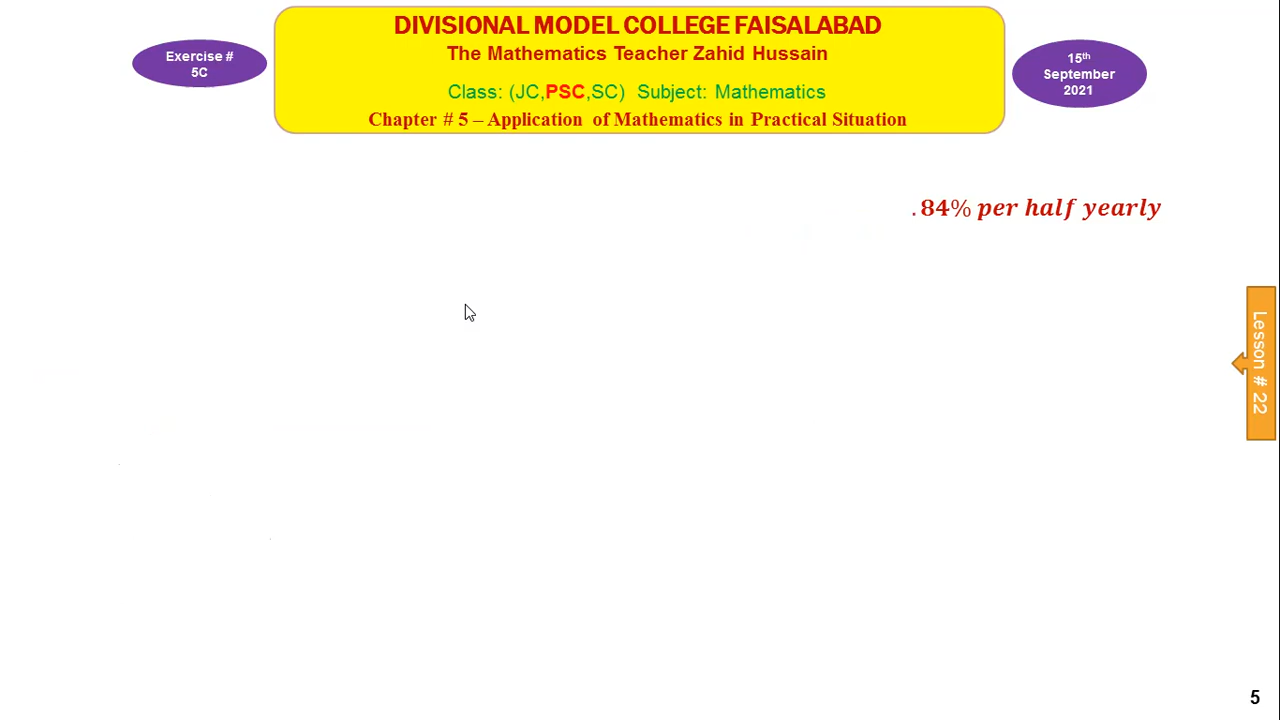 DIVISIONAL MODEL COLLEGE FAISALABAD
The Mathematics Teacher Zahid Hussain
Class: (JC,PSC,SC) Subject: Mathematics
Chapter # 5 – Application of Mathematics in Practical Situation
Exercise #
5C
15th
September
2021
.84% per half yearly
Lesson # 22
5